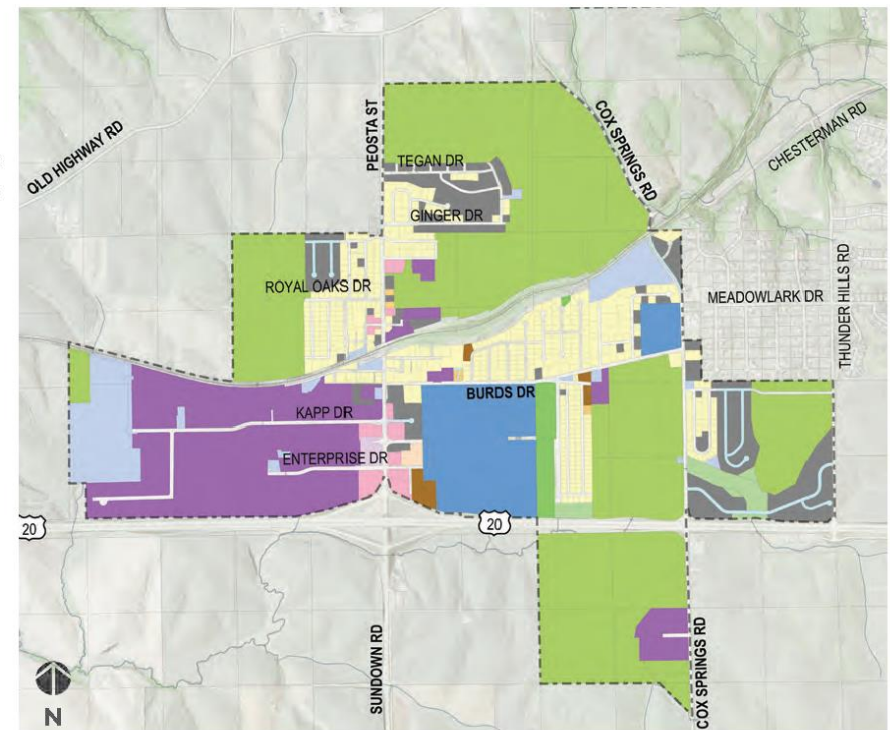 OLD HIGHWAY RD
PEOSTA ST
COX SPRINGS RD
CHESTERMAN RD
TEGAN DR
GINGER DR
ROYAL OAKS DR
MEADOWLARK DR
THUNDER HILLS RD
BURDS DR
KAPP DR
ENTERPRISE DR
20
20
SUNDOWN RD
COX SPRINGS RD
N